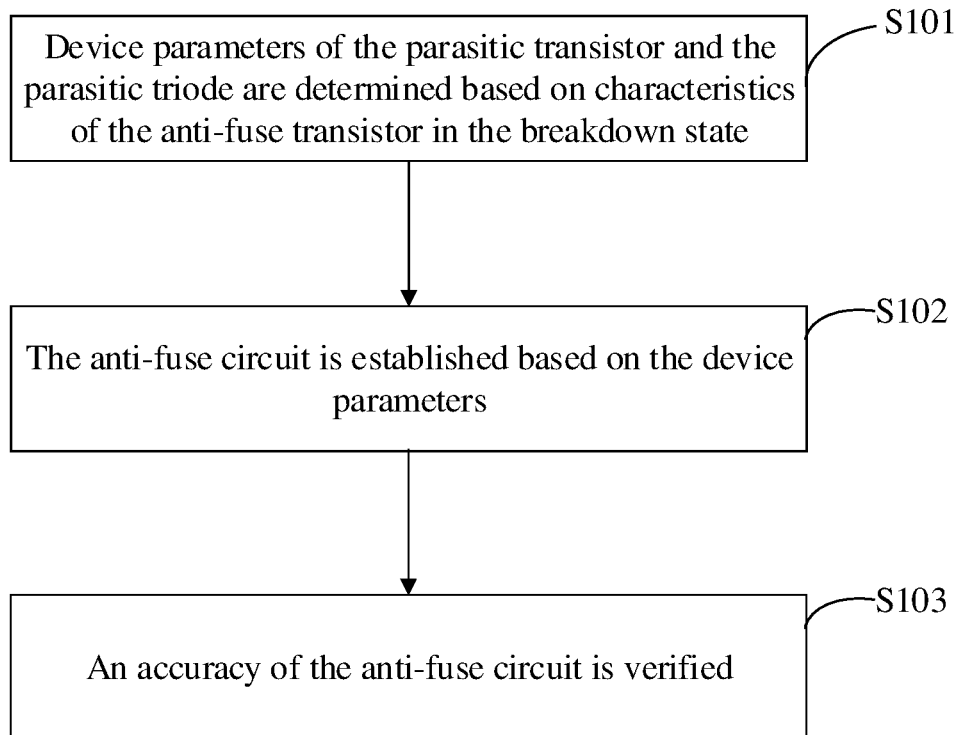 S101
Device parameters of the parasitic transistor and the
parasitic triode are determined based on characteristics
of the anti-fuse transistor in the breakdown state
S102
The anti-fuse circuit is established based on the device
parameters
S103
An accuracy of the anti-fuse circuit is verified